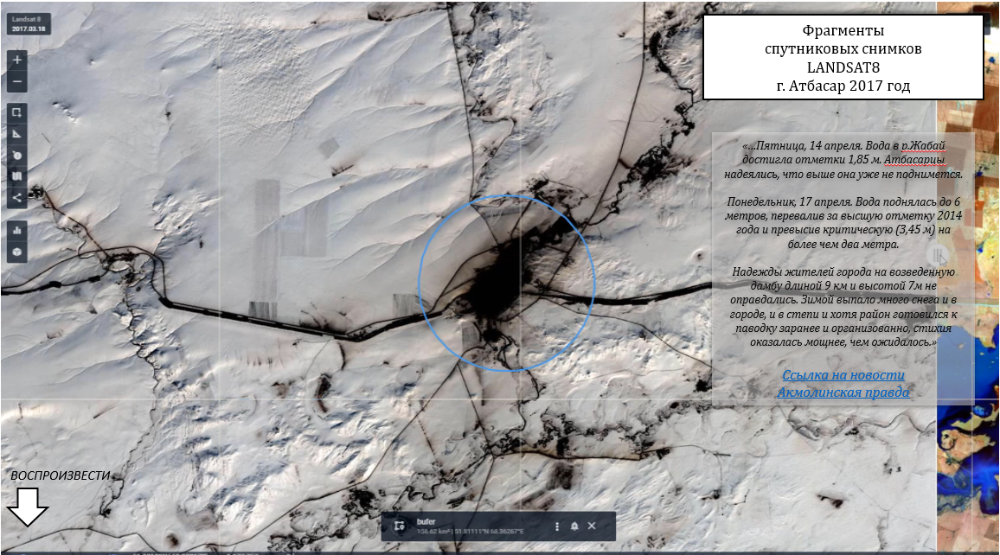 Landsat 8
2017.03.18
Фрагменты
спутниковых снимков
LANDSAT8
г. Атбасар 2017 год
«...Пятница, 14 апреля. Вода в р.Жабай
достигла отметки 1,85 м. Атбасарцы
надеялись, что выше она уже не поднимется.
Понедельник, 17 апреля. Вода поднялась до 6
метров, перевалив за высшую отметку 2014
года и превысив критическую (3,45 м) на
более чем два метра.
Надежды жителей города на возведенную
дамбу длиной 9 км и высотой 7м не
оправдались. Зимой выпало много снега и в
городе, и в степи и хотя район готовился к
паводку заранее и организованно, стихия
оказалась мощнее, чем ожидалось.»
Ссылка на новости
Акмолинская правда
ВОСПРОИЗВЕСТИ
bufer
156.62 km² | 51.81111°N 68.36267°E